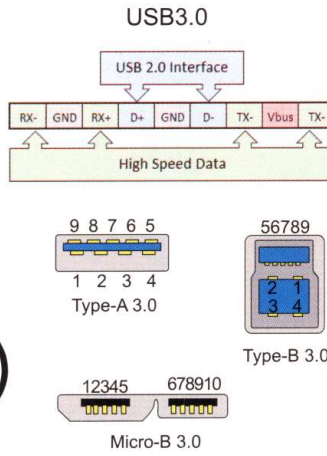 USB3.0
USB 2.0 Interface
RX- GND RX+ D+ GND D- TX- Vbus TX-
High Speed Data
9 8 7 6 5
1 2 3 4
Type-A 3.0
56789
2 1
3 4
Type-B 3.0
12345 678910
Micro-B 3.0